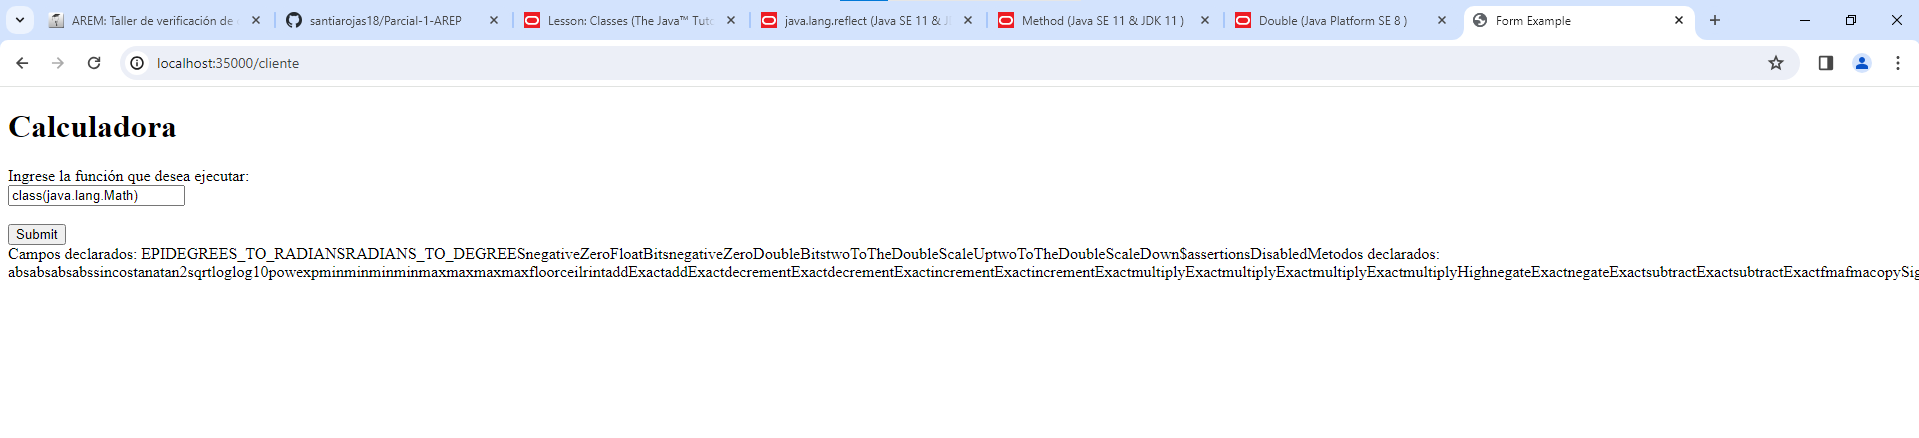 AREM: Taller de verificación de
santiarojas18/Parcial-1-AREP
Lesson: Classes (The Java™ Tuto
java.lang.reflect (Java SE 11 & J
Method (Java SE 11 & JDK 11 )
Double (Java Platform SE 8 )
Form Example
localhost:35000/cliente
Calculadora
Ingrese la función que desea ejecutar:
class(java.lang.Math)
Submit
Campos declarados: EPIDEGREES_TO_RADIANSRADIANS_TO_DEGREESnegativeZeroFloatBitsnegativeZeroDoubleBitstwoToTheDoubleScaleUptwoToTheDoubleScaleDown$assertionsDisabledMetodos declarados:
absabsabsabssincostanatan2sqrtloglog10powexpminminminminmaxmaxmaxmaxfloorceilrintaddExactaddExactdecrementExactdecrementExactincrementExactincrementExactmultiplyExactmultiplyExactmultiplyExactmultiplyHighnegateExactnegateExactsubtractExactsubtractExactfmafmacopySig